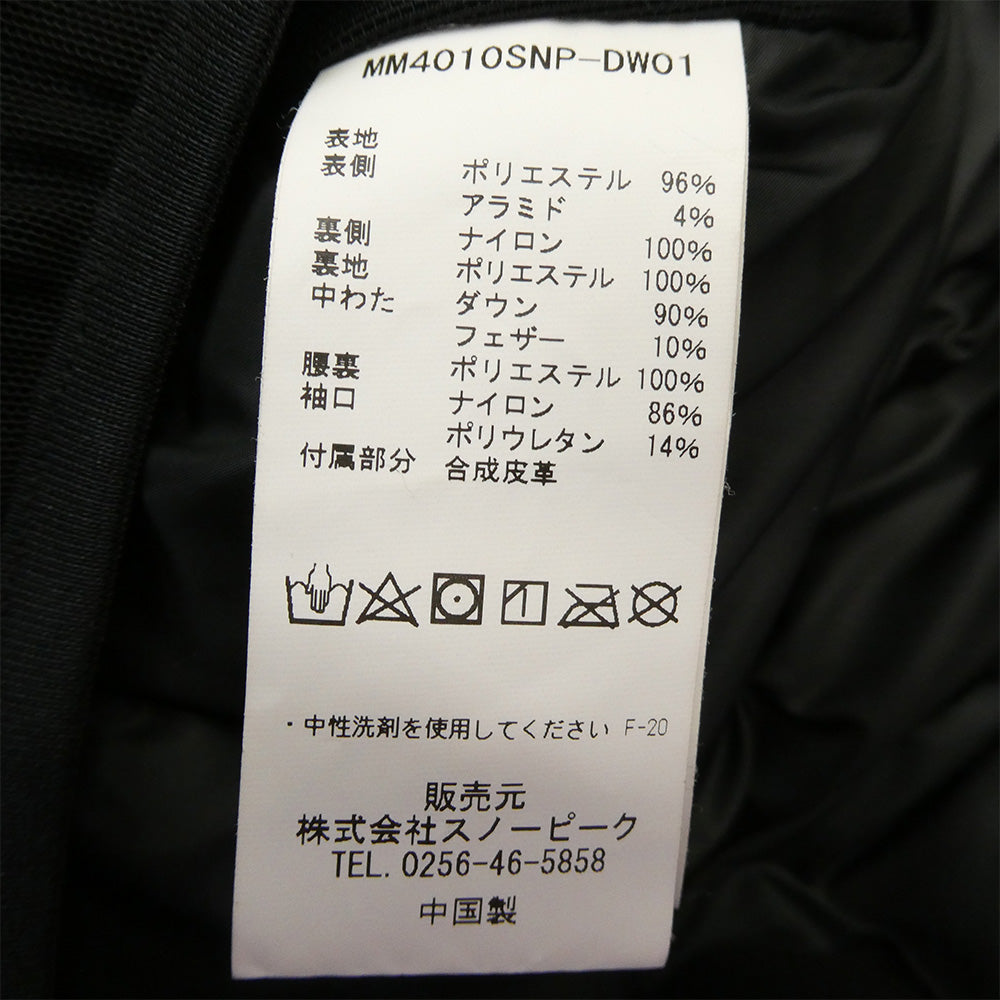 MM4010SNP-DW01
表地
表側 ポリエステル 96%
アラミド 4%
裏側 ナイロン 100%
裏地 ポリエステル 100%
中わた ダウン 90%
フェザー 10%
腰裏 ポリエステル 100%
袖口 ナイロン 86%
ポリウレタン 14%
付属部分 合成皮革
・中性洗剤を使用してください F-20
販売元
株式会社スノーピーク
TEL. 0256-46-5858
中国製